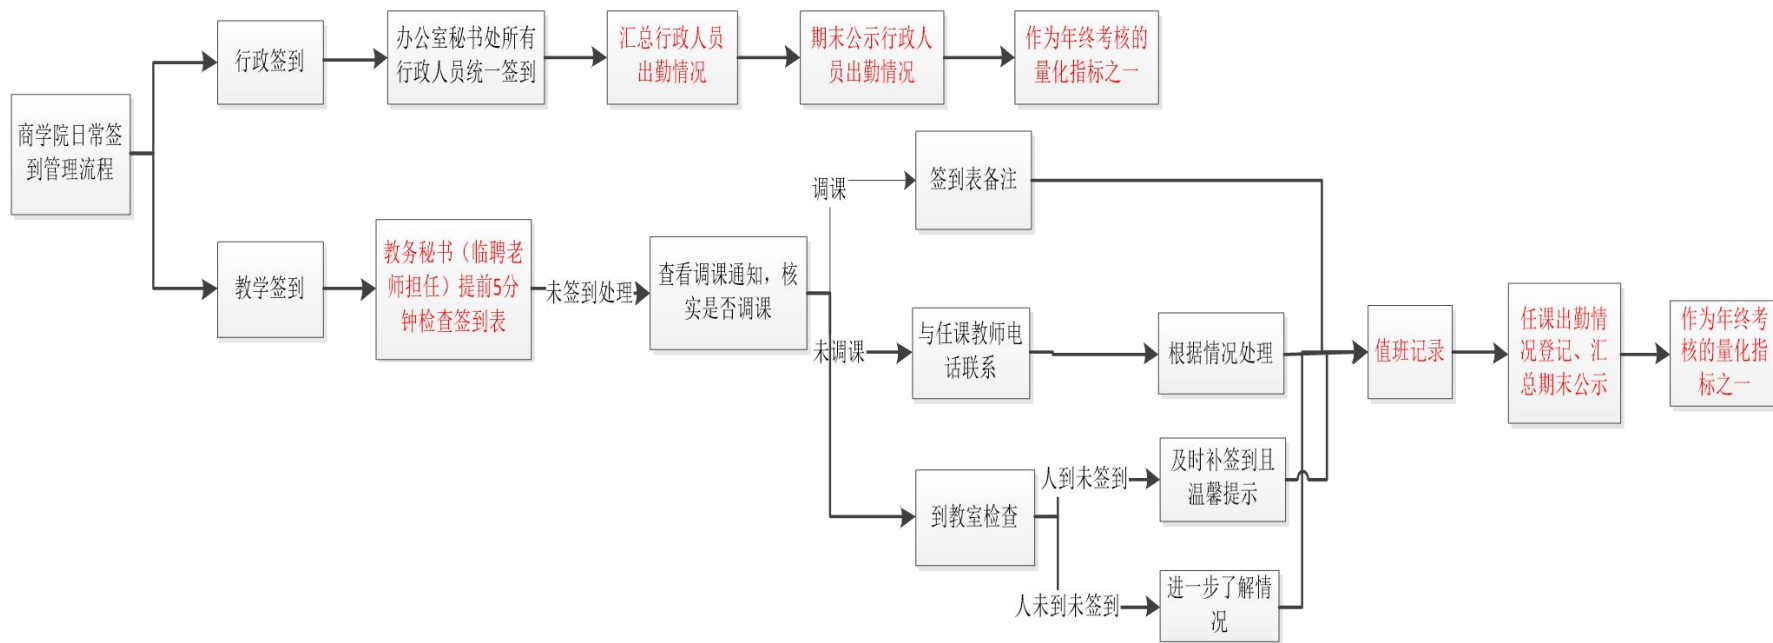 商学院日常签
到管理流程
行政签到
办公室秘书处所有
行政人员统一签到
汇总行政人员
出勤情况
期末公示行政人
员出勤情况
作为年终考核的
量化指标之一
教学签到
教务秘书（临聘老
师担任）提前5分
钟检查签到表
未签到处理
查看调课通知，核
实是否调课
调课
签到表备注
未调课
与任课教师电
话联系
根据情况处理
到教室检查
人到未签到
及时补签到且
温馨提示
人未到未签到
进一步了解情
况
值班记录
任课出勤情
况登记、汇
总期末公示
作为年终考
核的量化指
标之一